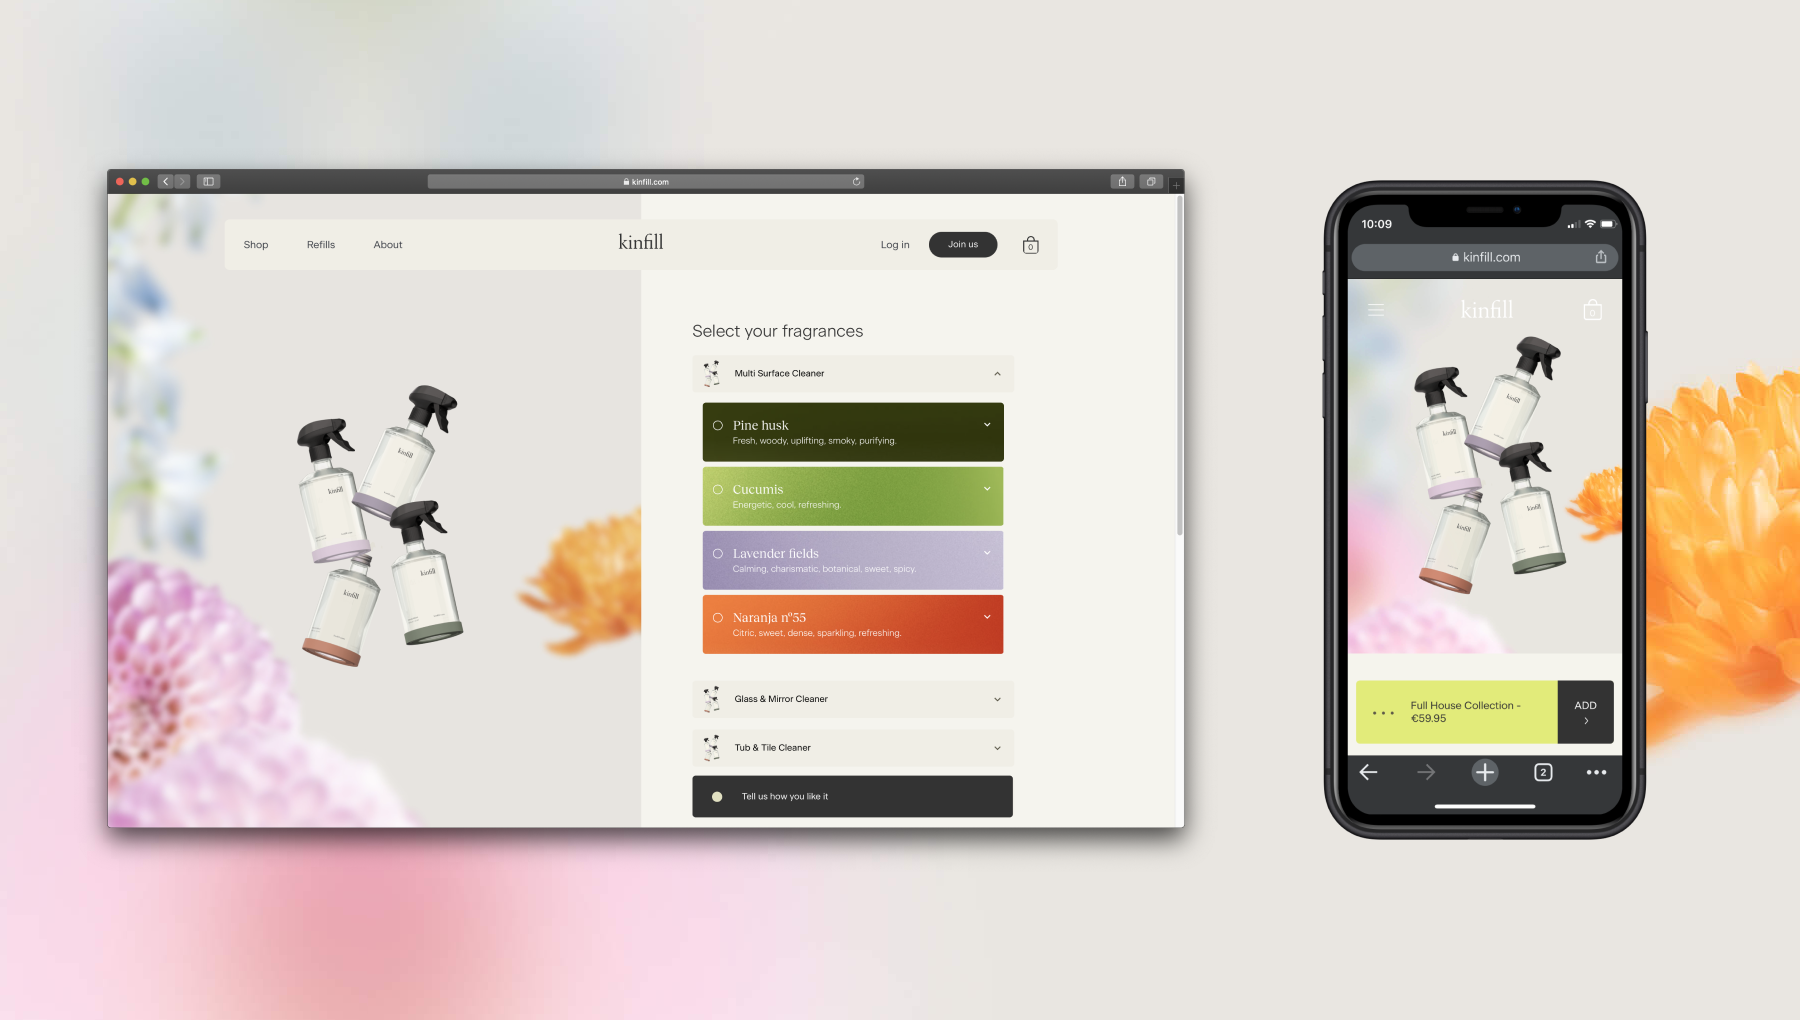 kinfill.com
Shop
Refills
About
kinfill
Log in
Join us
0
Select your fragrances
Multi Surface Cleaner
Pine husk
Fresh, woody, uplifting, smoky, purifying.
Cucumis
Energetic, cool, refreshing.
Lavender fields
Calming, charismatic, botanical, sweet, spicy.
Naranja nº55
Citric, sweet, dense, sparkling, refreshing.
Glass & Mirror Cleaner
Tub & Tile Cleaner
Tell us how you like it
kinfill
kinfill
kinfill
kinfill
10:09
kinfill.com
kinfill
0
kinfill
kinfill
kinfill
kinfill
Full House Collection -
€59.95
ADD
2